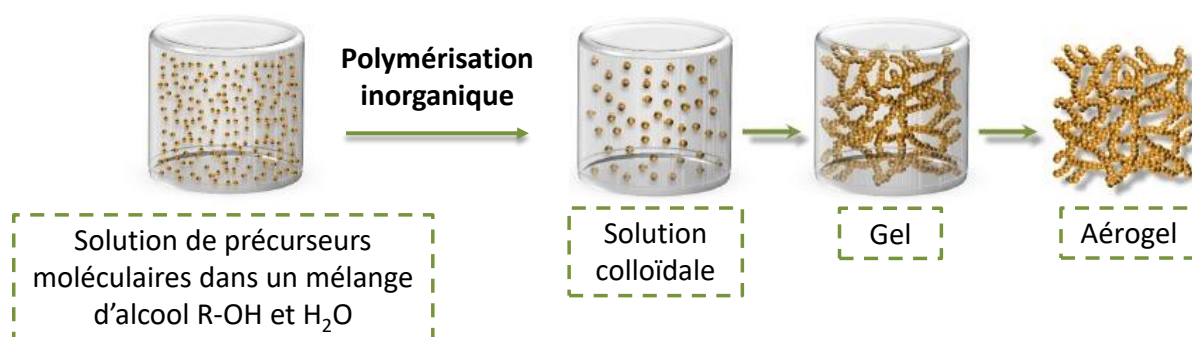 Polymérisation
inorganique
Solution de précurseurs
moléculaires dans un mélange
d'alcool R-OH et H₂O
Solution
colloïdale
Gel
Aérogel